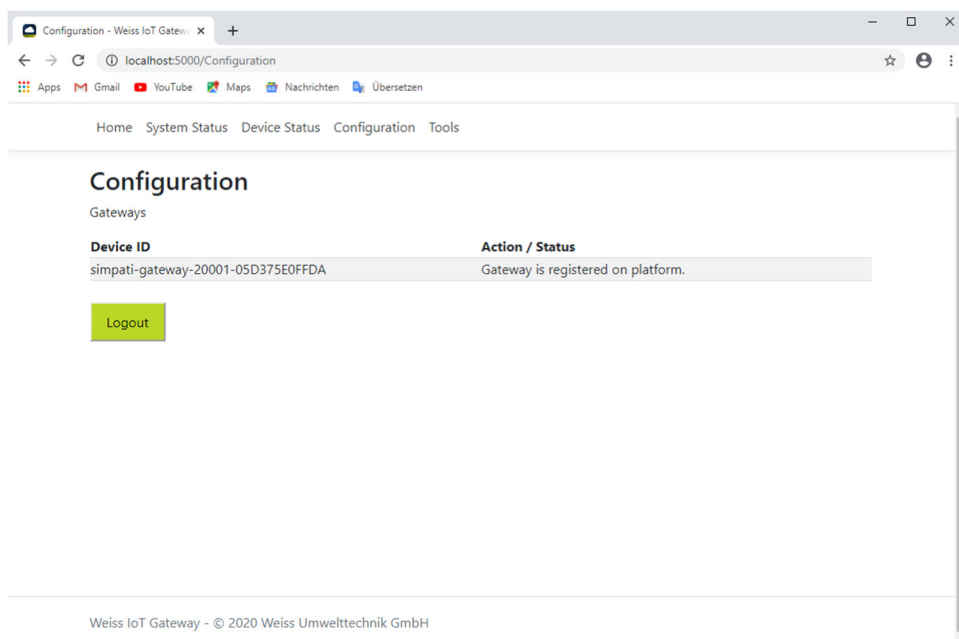 Configuration - Weiss IoT Gatew
localhost:5000/Configuration
Apps Gmail YouTube Maps Nachrichten Übersetzen
Home System Status Device Status Configuration Tools
Configuration
Gateways
Device ID Action / Status
simpati-gateway-20001-05D375E0FFDA Gateway is registered on platform.
Logout
Weiss IoT Gateway - © 2020 Weiss Umwelttechnik GmbH